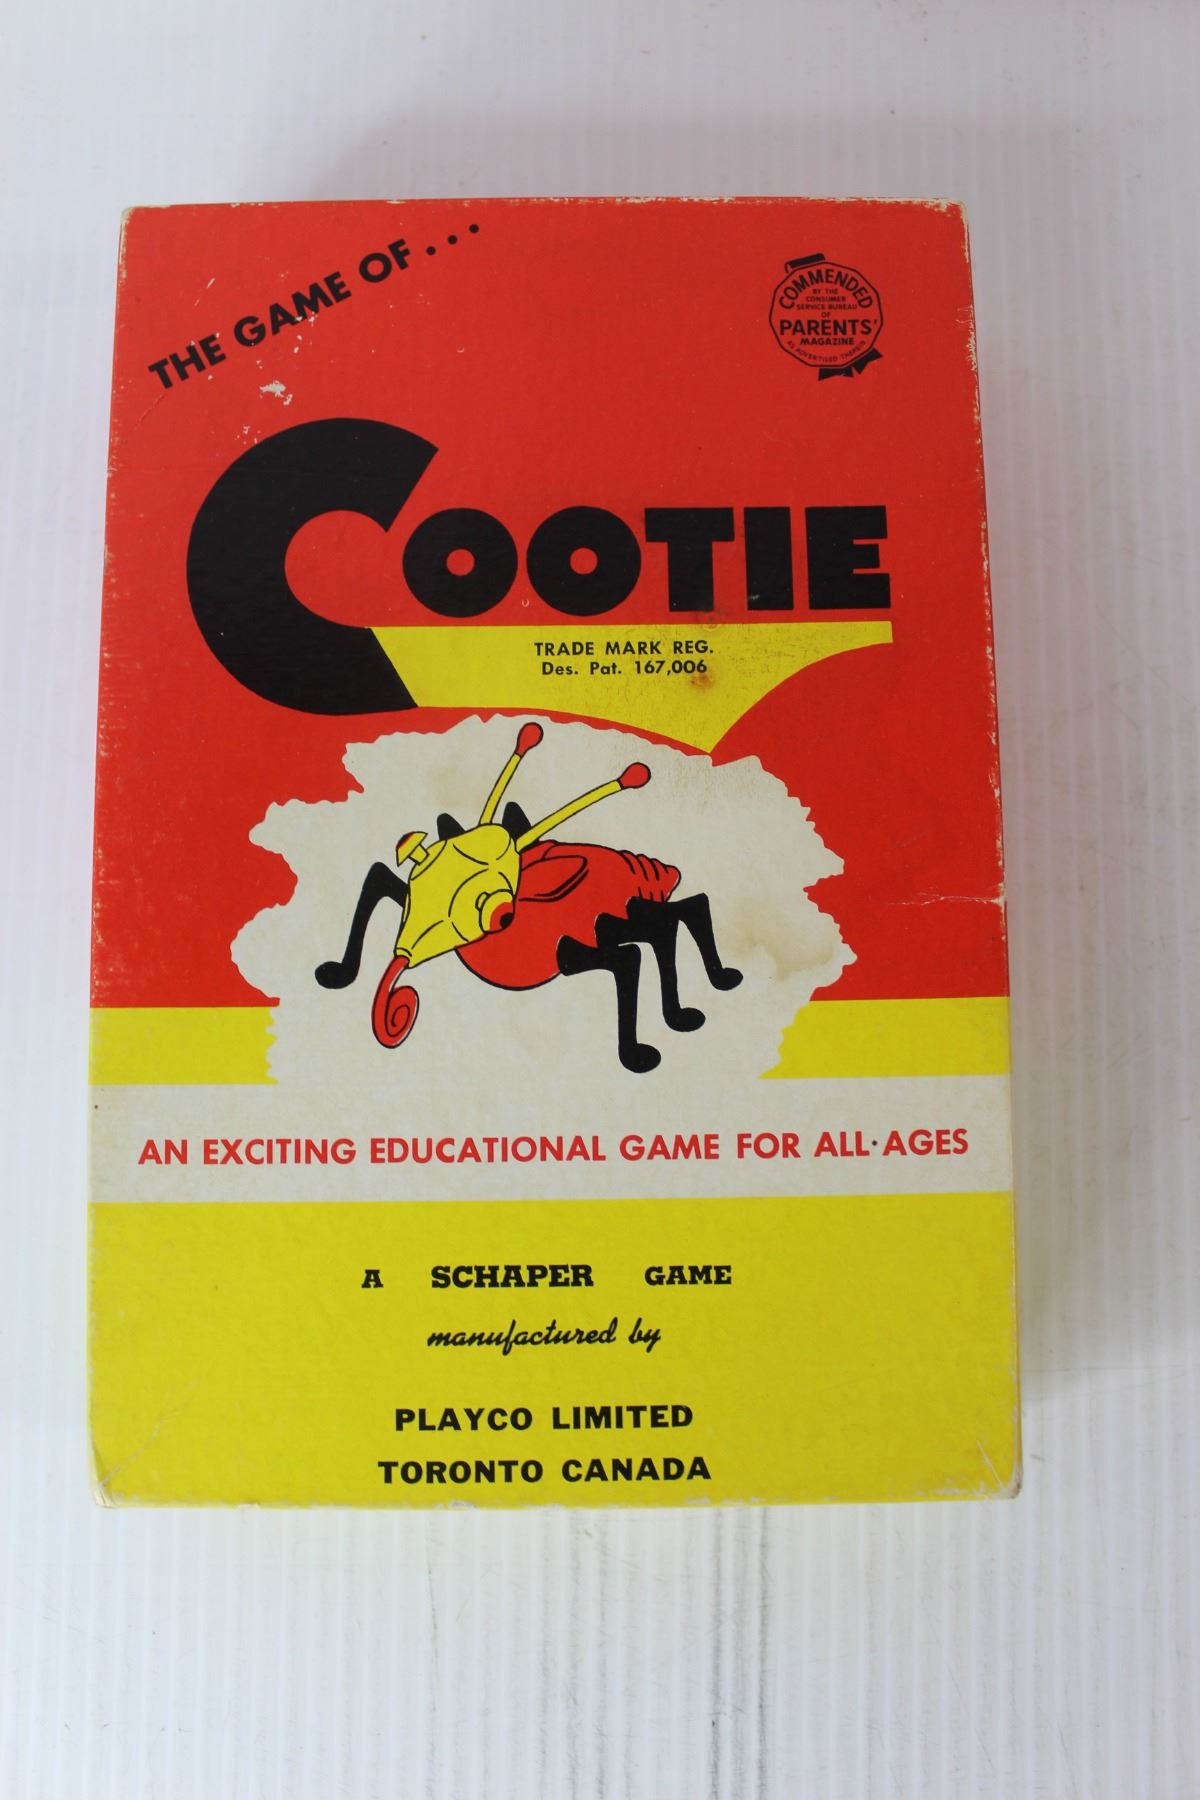 THE GAME OF...
COMMENDED
BY THE
CONSUMER
SERVICE BUREAU
OF
PARENTS'
MAGAZINE
AS ADVERTISED THEREIN
COOTIE
TRADE MARK REG.
Des. Pat. 167,006
AN EXCITING EDUCATIONAL GAME FOR ALL AGES
A SCHAPER GAME
manufactured by
PLAYCO LIMITED
TORONTO CANADA